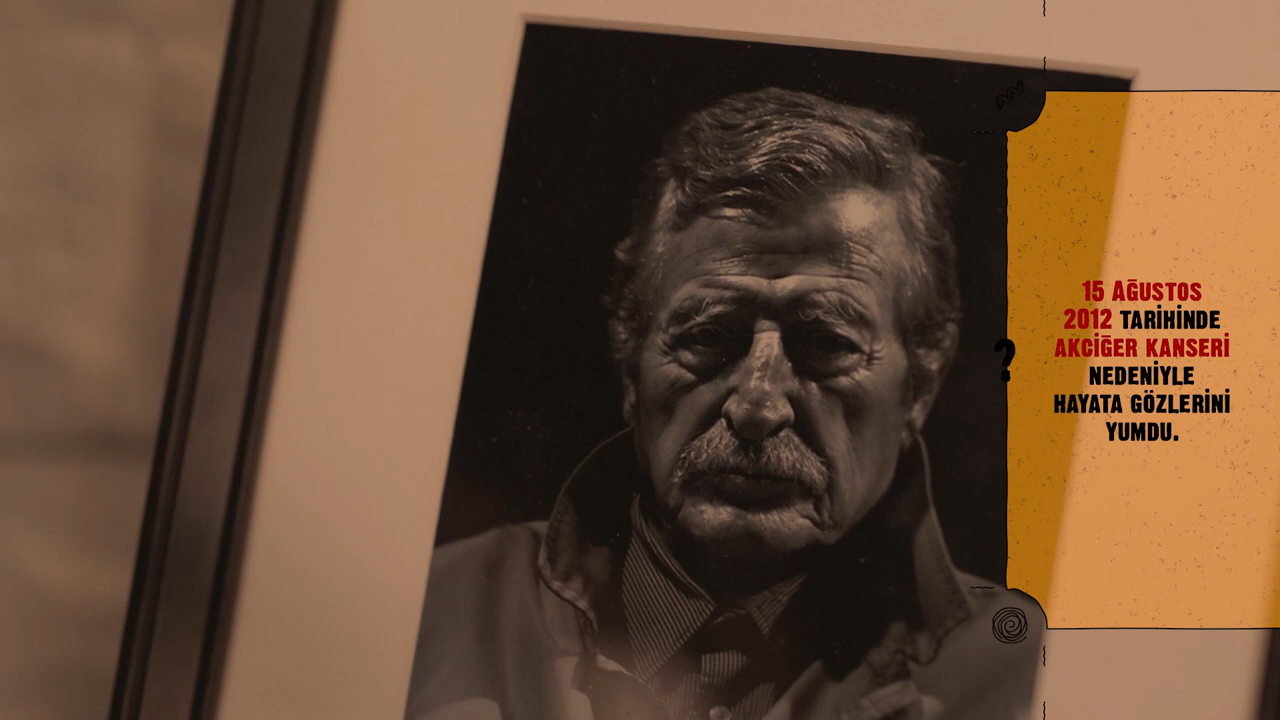 15 AĞUSTOS
2012 TARİHİNDE
AKCİĞER KANSERİ
NEDENİYLE
HAYATA GÖZLERİNİ
YUMDU.
?